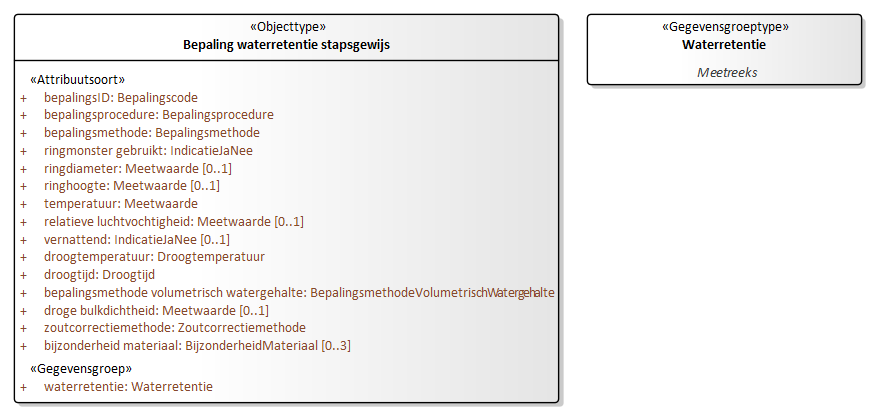 «Objecttype»
Bepaling waterretentie stapsgewijs
«Attribuutsoort»
+ bepalingsID: Bepalingscode
+ bepalingsprocedure: Bepalingsprocedure
+ bepalingsmethode: Bepalingsmethode
+ ringmonster gebruikt: IndicatieJaNee
+ ringdiameter: Meetwaarde [0..1]
+ ringhoogte: Meetwaarde [0..1]
+ temperatuur: Meetwaarde
+ relatieve luchtvochtigheid: Meetwaarde [0..1]
+ vernattend: IndicatieJaNee [0..1]
+ droogtemperatuur: Droogtemperatuur
+ droogtijd: Droogtijd
+ bepalingsmethode volumetrisch watergehalte: BepalingsmethodeVolumetrischWatergehalte
+ droge bulkdichtheid: Meetwaarde [0..1]
+ zoutcorrectiemethode: Zoutcorrectiemethode
+ bijzonderheid materiaal: BijzonderheidMateriaal [0..3]
«Gegevensgroep»
+ waterretentie: Waterretentie
«Gegevensgroeptype»
Waterretentie
Meetreeks